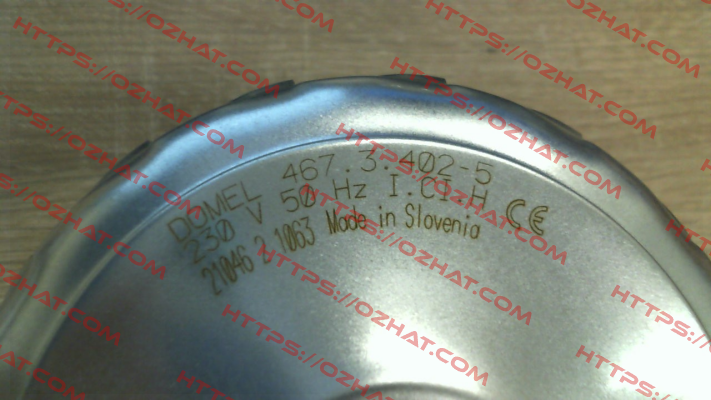 DOMEL 467.3.402-5
230 V 50 Hz I.Cl.H CE
21046 2 1063 Made in Slovenia
HTTPS://OZHAT.COM